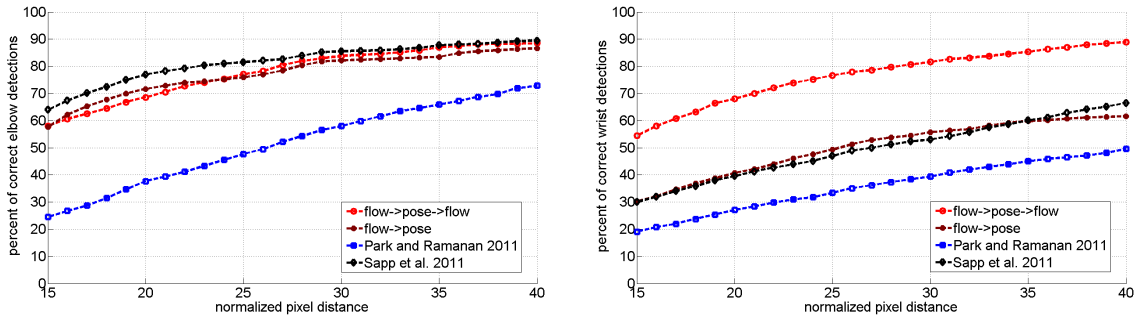 percent of correct elbow detections
100
90
80
70
60
50
40
30
20
10
0
15 20 25 30 35 40
normalized pixel distance
flow->pose->flow
flow->pose
Park and Ramanan 2011
Sapp et al. 2011
percent of correct wrist detections
100
90
80
70
60
50
40
30
20
10
0
15 20 25 30 35 40
normalized pixel distance
flow->pose->flow
flow->pose
Park and Ramanan 2011
Sapp et al. 2011